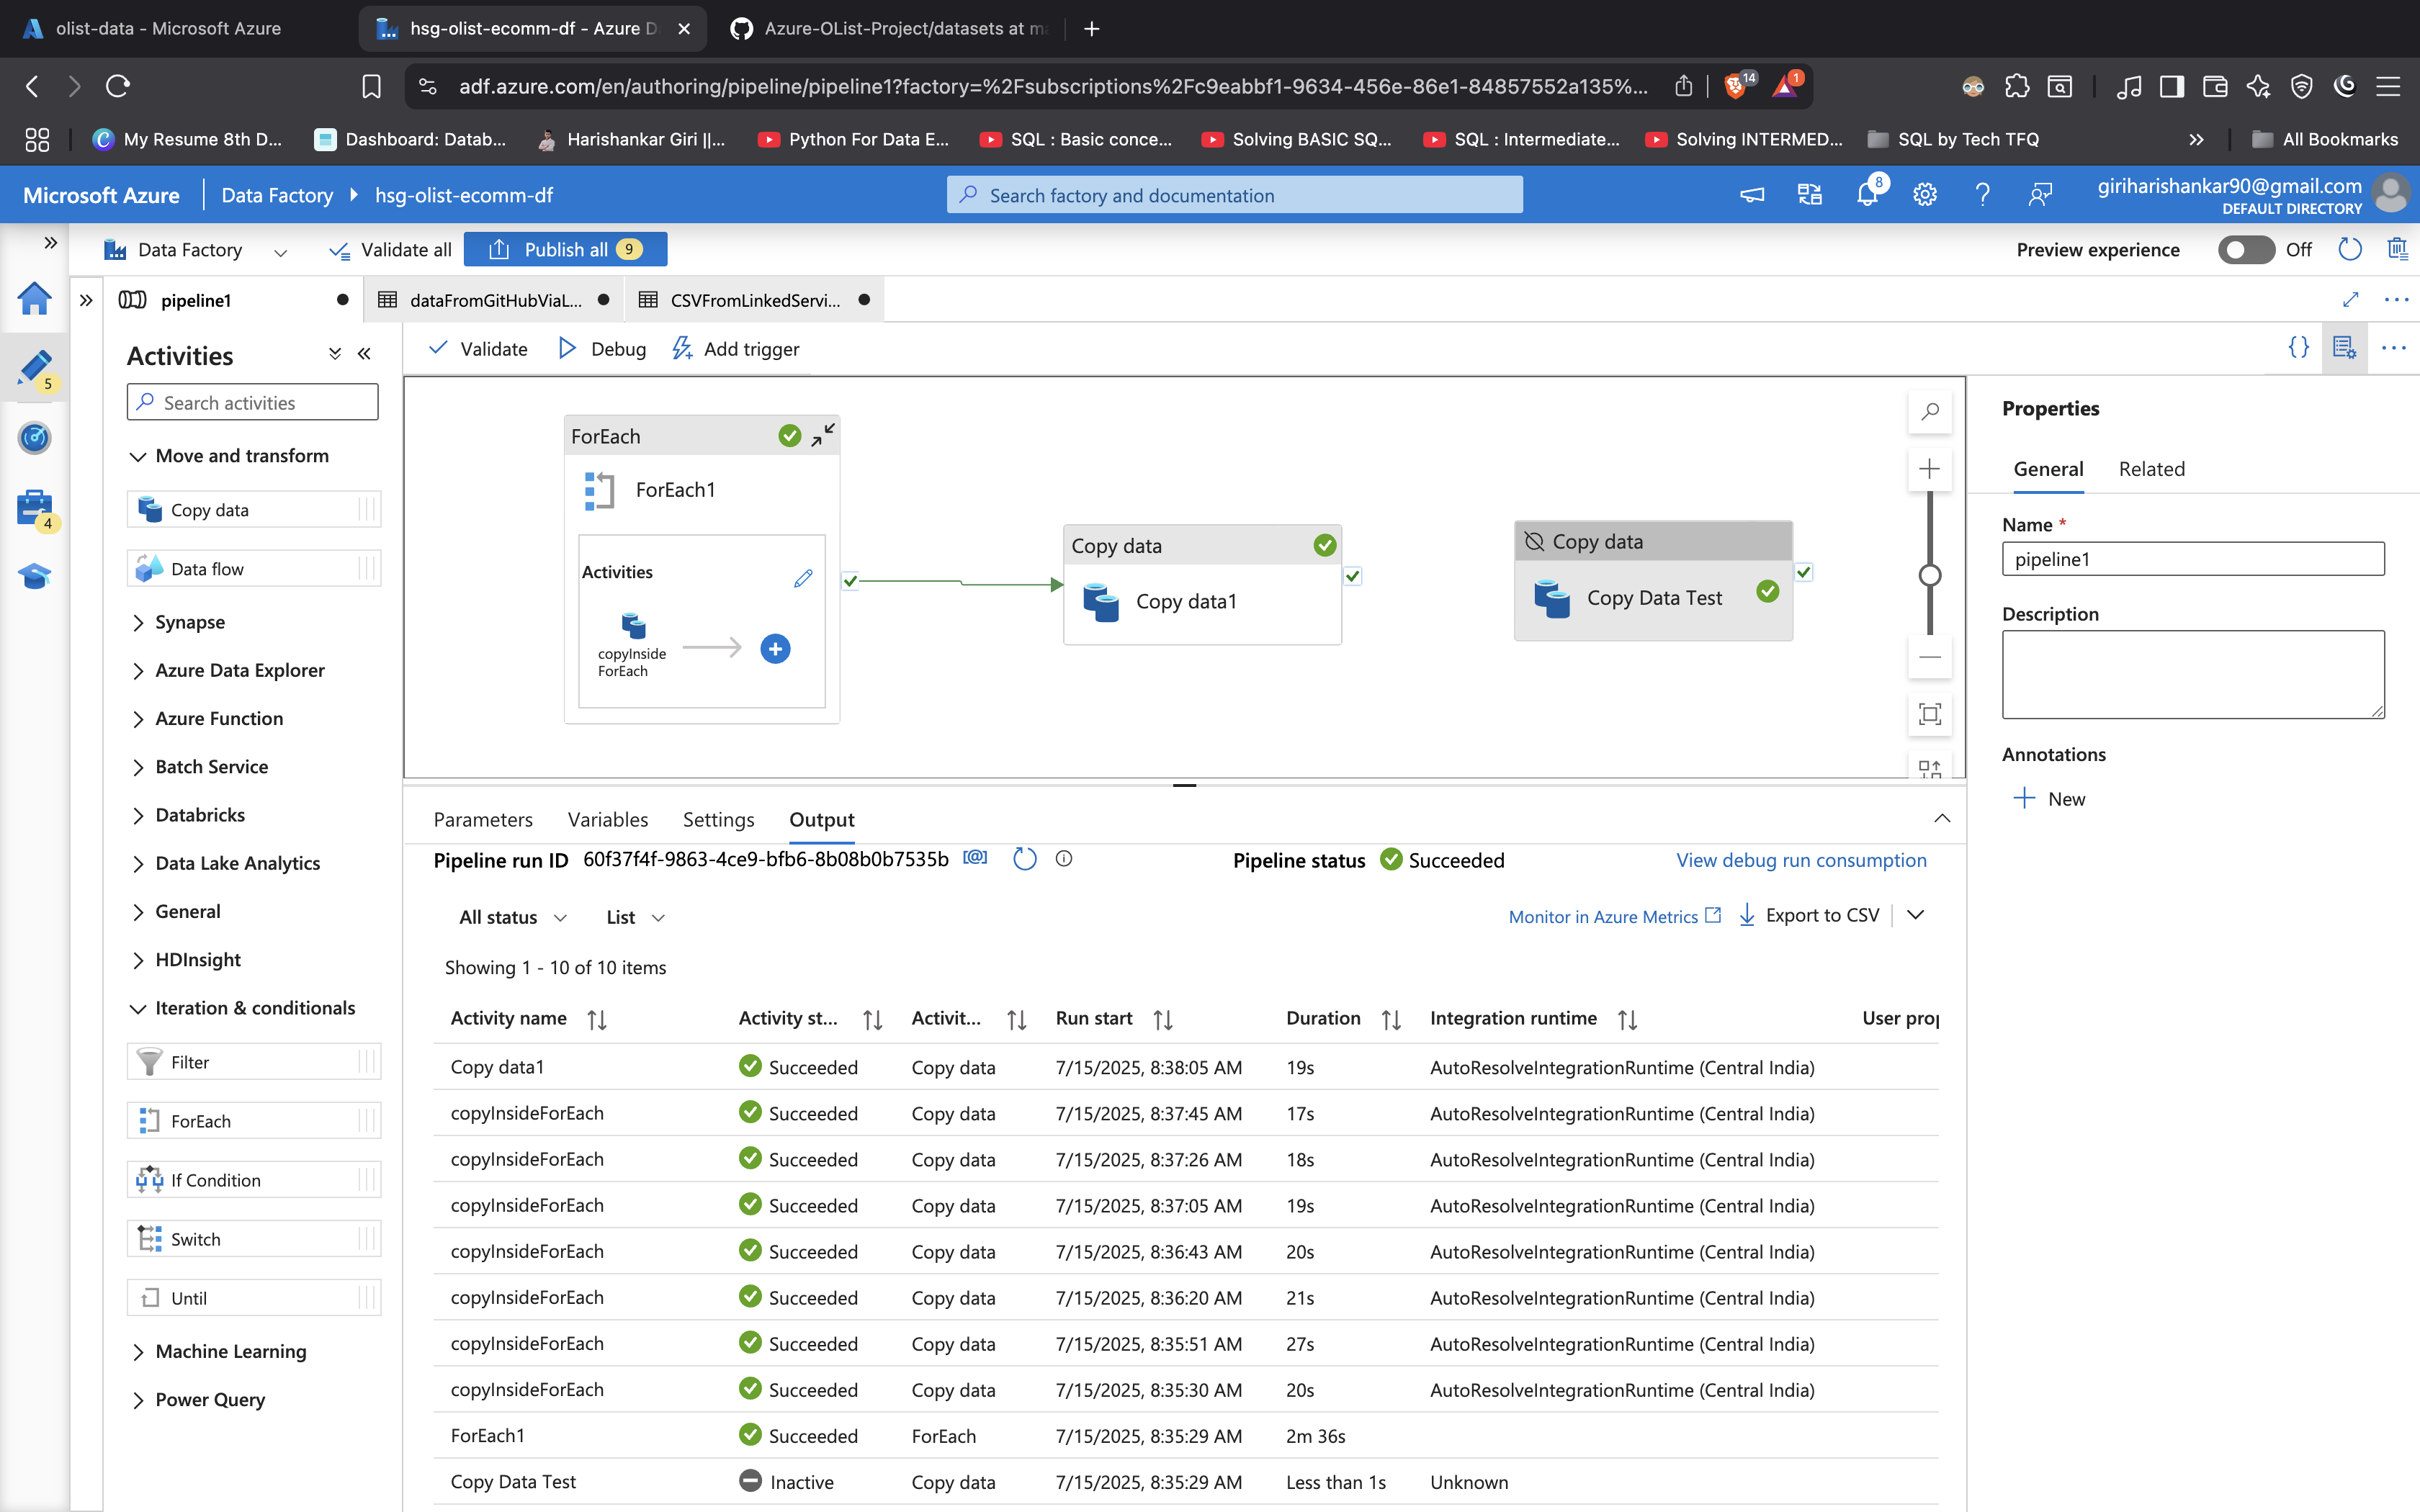 olist-data - Microsoft Azure
hsg-olist-ecomm-df - Azure D
Azure-OList-Project/datasets at m
adf.azure.com/en/authoring/pipeline/pipeline1?factory=%2Fsubscriptions%2Fc9eabbf1-9634-456e-86e1-84857552a135%...
14
1
My Resume 8th D...
Dashboard: Datab...
Harishankar Giri ||...
Python For Data E...
SQL : Basic conce...
Solving BASIC SQ...
SQL : Intermediate...
Solving INTERMED...
SQL by Tech TFQ
All Bookmarks
Microsoft Azure
Data Factory
hsg-olist-ecomm-df
Search factory and documentation
8
giriharishankar90@gmail.com
DEFAULT DIRECTORY
Data Factory
Validate all
Publish all 9
Preview experience
Off
pipeline1
dataFromGitHubViaL...
CSVFromLinkedServi...
5
4
Activities
Search activities
Move and transform
Copy data
Data flow
Synapse
Azure Data Explorer
Azure Function
Batch Service
Databricks
Data Lake Analytics
General
HDInsight
Iteration & conditionals
Filter
ForEach
If Condition
Switch
Until
Machine Learning
Power Query
Validate
Debug
Add trigger
ForEach
ForEach1
Activities
copyInside
ForEach
Copy data
Copy data1
Copy data
Copy Data Test
Parameters
Variables
Settings
Output
Pipeline run ID 60f37f4f-9863-4ce9-bfb6-8b08b0b7535b
Pipeline status Succeeded
View debug run consumption
All status
List
Monitor in Azure Metrics
Export to CSV
Showing 1 - 10 of 10 items
Activity name Activity st... Activit... Run start Duration Integration runtime User prop
Copy data1 Succeeded Copy data 7/15/2025, 8:38:05 AM 19s AutoResolveIntegrationRuntime (Central India)
copyInsideForEach Succeeded Copy data 7/15/2025, 8:37:45 AM 17s AutoResolveIntegrationRuntime (Central India)
copyInsideForEach Succeeded Copy data 7/15/2025, 8:37:26 AM 18s AutoResolveIntegrationRuntime (Central India)
copyInsideForEach Succeeded Copy data 7/15/2025, 8:37:05 AM 19s AutoResolveIntegrationRuntime (Central India)
copyInsideForEach Succeeded Copy data 7/15/2025, 8:36:43 AM 20s AutoResolveIntegrationRuntime (Central India)
copyInsideForEach Succeeded Copy data 7/15/2025, 8:36:20 AM 21s AutoResolveIntegrationRuntime (Central India)
copyInsideForEach Succeeded Copy data 7/15/2025, 8:35:51 AM 27s AutoResolveIntegrationRuntime (Central India)
copyInsideForEach Succeeded Copy data 7/15/2025, 8:35:30 AM 20s AutoResolveIntegrationRuntime (Central India)
ForEach1 Succeeded ForEach 7/15/2025, 8:35:29 AM 2m 36s
Copy Data Test Inactive Copy data 7/15/2025, 8:35:29 AM Less than 1s Unknown
Properties
General
Related
Name *
pipeline1
Description
Annotations
New